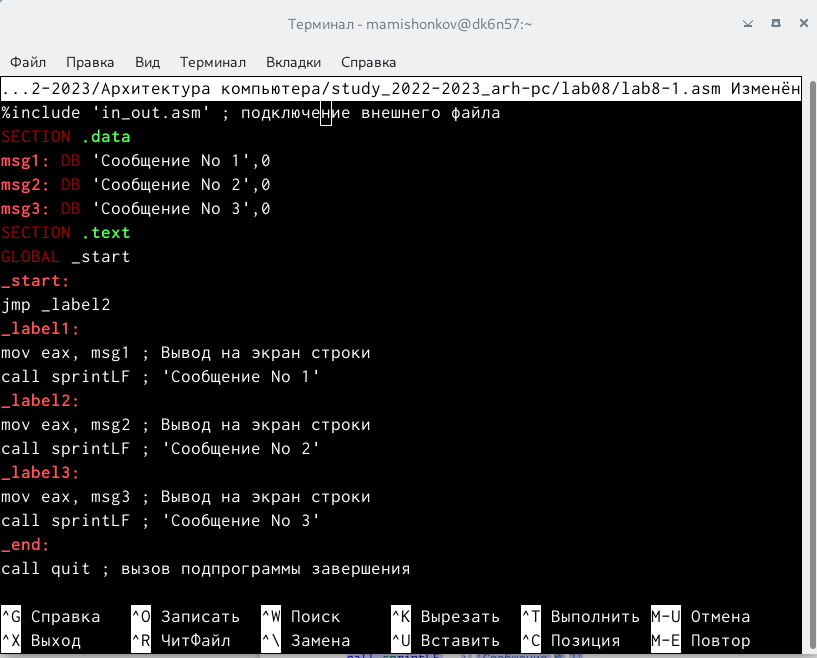 Терминал - mamishonkov@dk6n57:~
Файл Правка Вид Терминал Вкладки Справка
...2-2023/Архитектура компьютера/study_2022-2023_arh-pc/lab08/lab8-1.asm Изменён
%include 'in_out.asm' ; подключение внешнего файла
SECTION .data
msg1: DB 'Сообщение No 1',0
msg2: DB 'Сообщение No 2',0
msg3: DB 'Сообщение No 3',0
SECTION .text
GLOBAL _start
_start:
jmp _label2
_label1:
mov eax, msg1 ; Вывод на экран строки
call sprintLF ; 'Сообщение No 1'
_label2:
mov eax, msg2 ; Вывод на экран строки
call sprintLF ; 'Сообщение No 2'
_label3:
mov eax, msg3 ; Вывод на экран строки
call sprintLF ; 'Сообщение No 3'
_end:
call quit ; вызов подпрограммы завершения
^G Справка ^O Записать ^W Поиск ^K Вырезать ^T Выполнить M-U Отмена
^X Выход ^R ЧитФайл ^\ Замена ^U Вставить ^C Позиция M-E Повтор